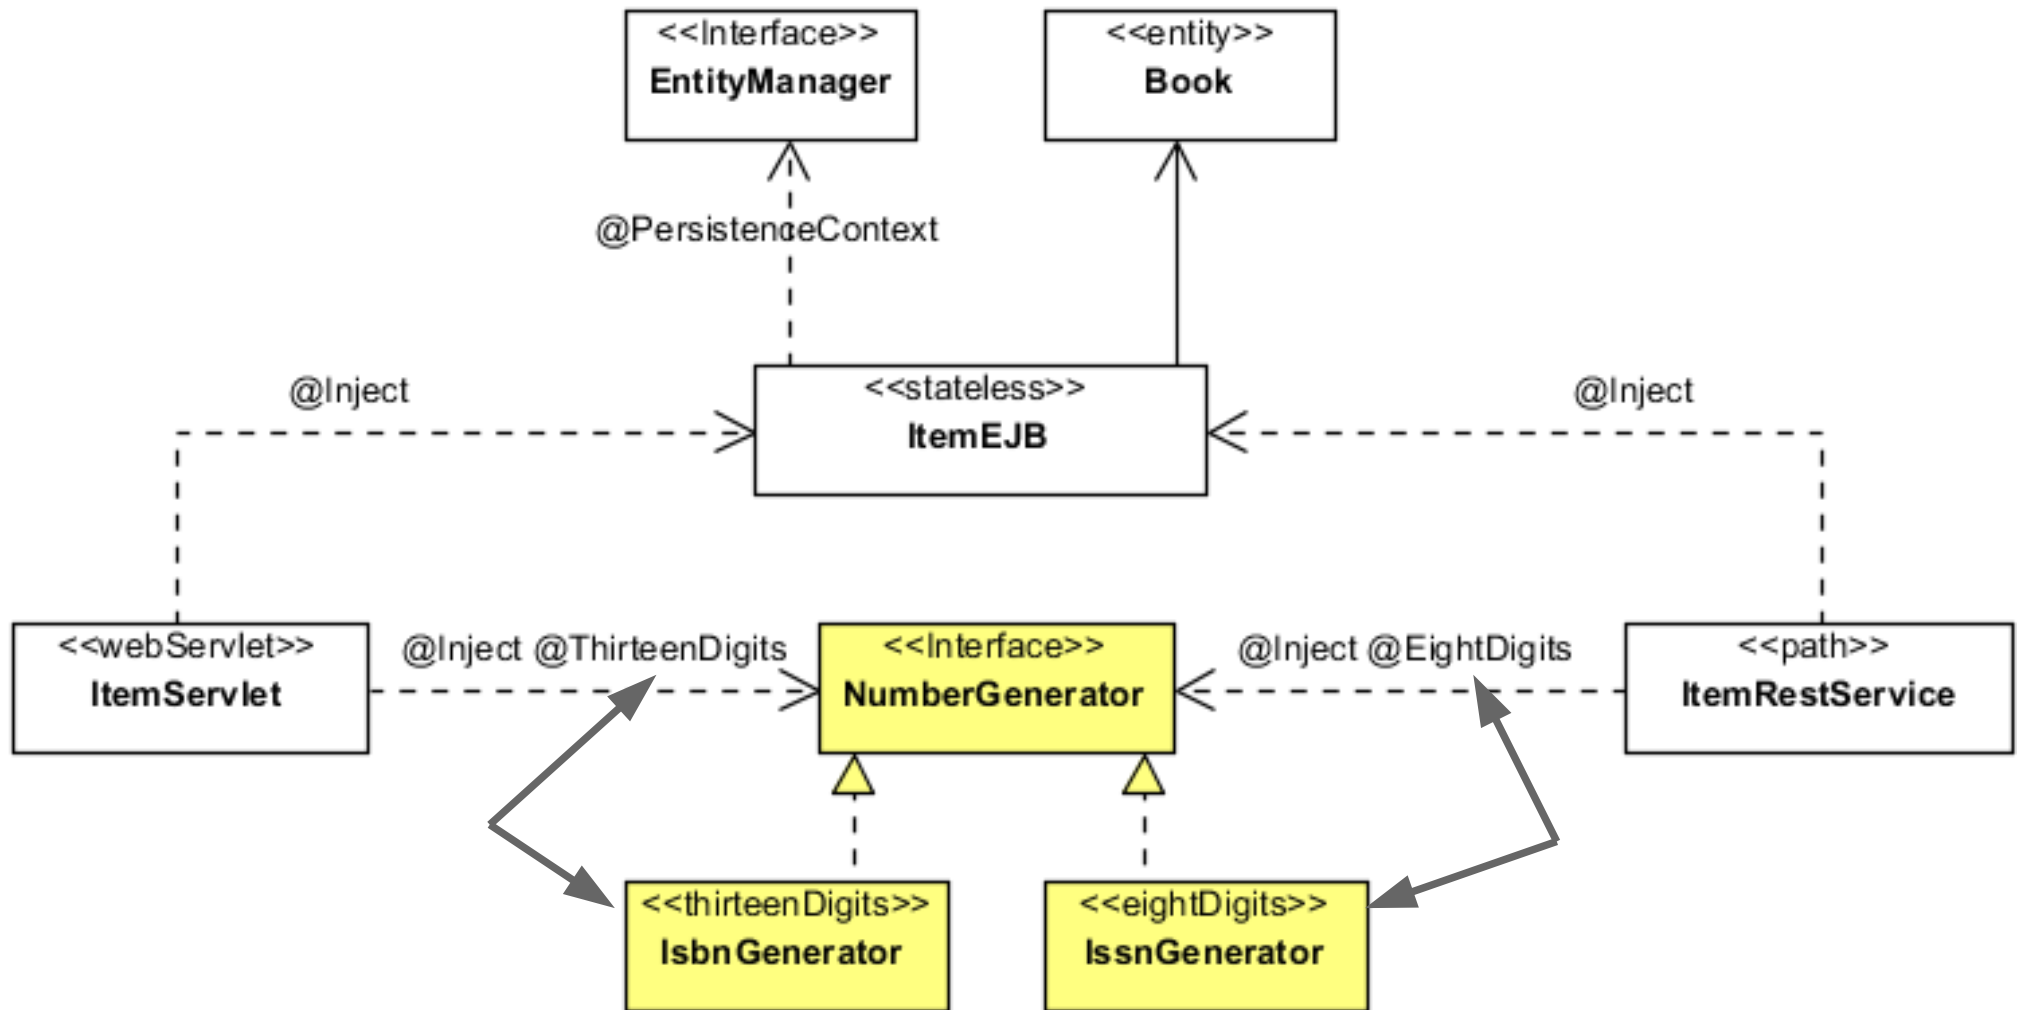 <<Interface>>
EntityManager
<<entity>>
Book
@PersistenceContext
@Inject
<<stateless>>
ItemEJB
@Inject
<<webServlet>>
ItemServlet
@Inject @ThirteenDigits
<<Interface>>
NumberGenerator
@Inject @EightDigits
<<path>>
ItemRestService
<<thirteenDigits>>
IsbnGenerator
<<eightDigits>>
IssnGenerator